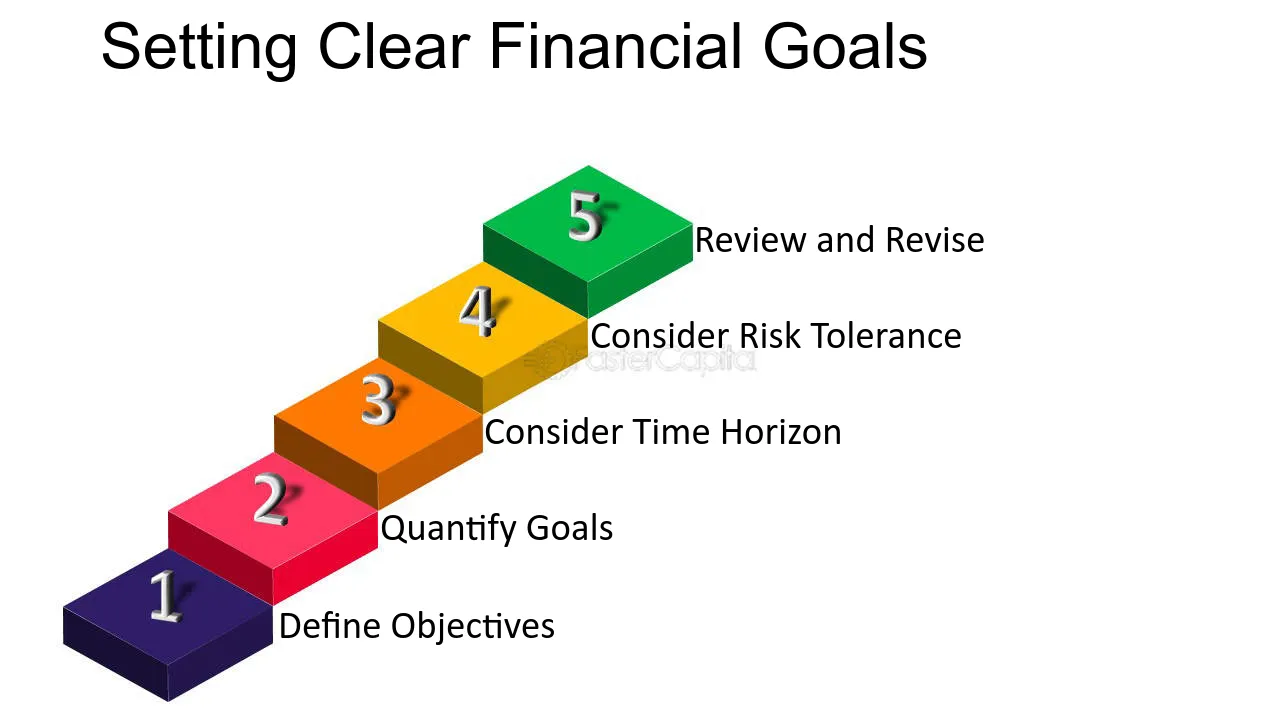 Setting Clear Financial Goals
5
Review and Revise
4
Consider Risk Tolerance
FasterCapital
3
Consider Time Horizon
2
Quantify Goals
1
Define Objectives